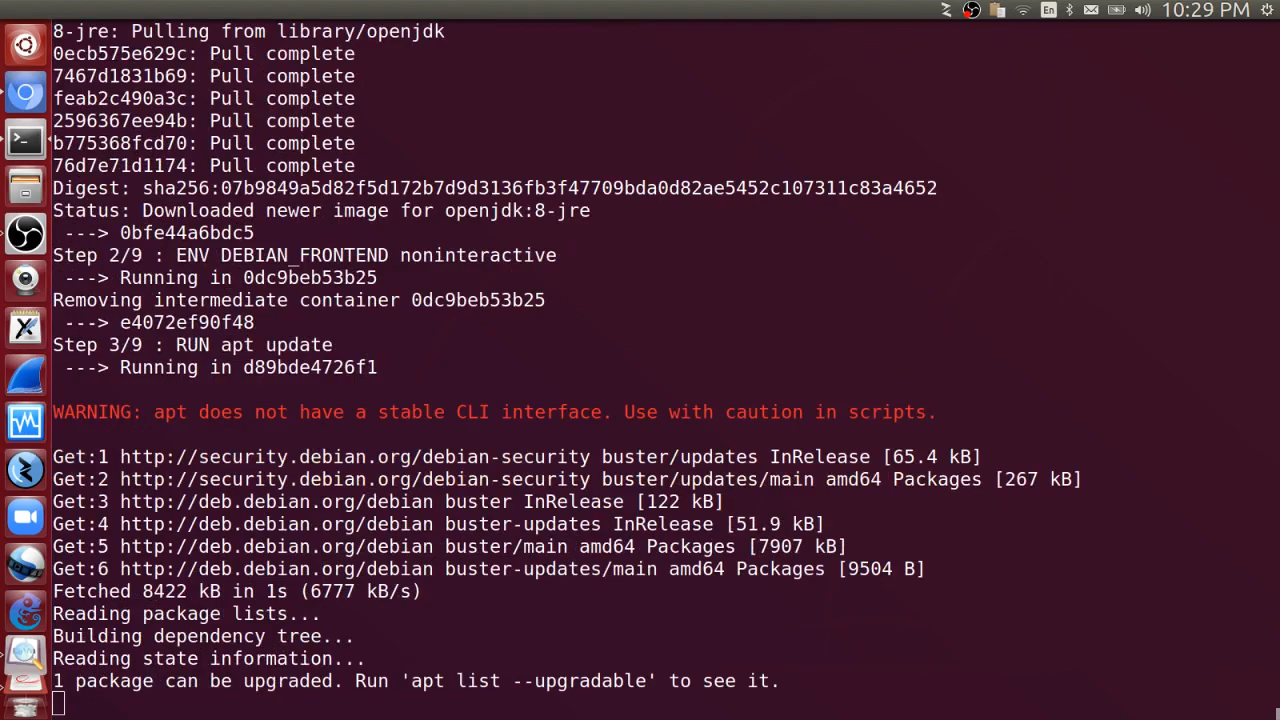 En 10:29 PM
8-jre: Pulling from library/openjdk
0ecb575e629c: Pull complete
7467d1831b69: Pull complete
feab2c490a3c: Pull complete
2596367ee94b: Pull complete
b775368fcd70: Pull complete
76d7e71d1174: Pull complete
Digest: sha256:07b9849a5d82f5d172b7d9d3136fb3f47709bda0d82ae5452c107311c83a4652
Status: Downloaded newer image for openjdk:8-jre
 ---> 0bfe44a6bdc5
Step 2/9 : ENV DEBIAN_FRONTEND noninteractive
 ---> Running in 0dc9beb53b25
Removing intermediate container 0dc9beb53b25
 ---> e4072ef90f48
Step 3/9 : RUN apt update
 ---> Running in d89bde4726f1
WARNING: apt does not have a stable CLI interface. Use with caution in scripts.
Get:1 http://security.debian.org/debian-security buster/updates InRelease [65.4 kB]
Get:2 http://security.debian.org/debian-security buster/updates/main amd64 Packages [267 kB]
Get:3 http://deb.debian.org/debian buster InRelease [122 kB]
Get:4 http://deb.debian.org/debian buster-updates InRelease [51.9 kB]
Get:5 http://deb.debian.org/debian buster/main amd64 Packages [7907 kB]
Get:6 http://deb.debian.org/debian buster-updates/main amd64 Packages [9504 B]
Fetched 8422 kB in 1s (6777 kB/s)
Reading package lists...
Building dependency tree...
Reading state information...
1 package can be upgraded. Run 'apt list --upgradable' to see it.